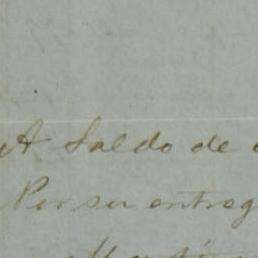 A Saldo de
Por su entreg